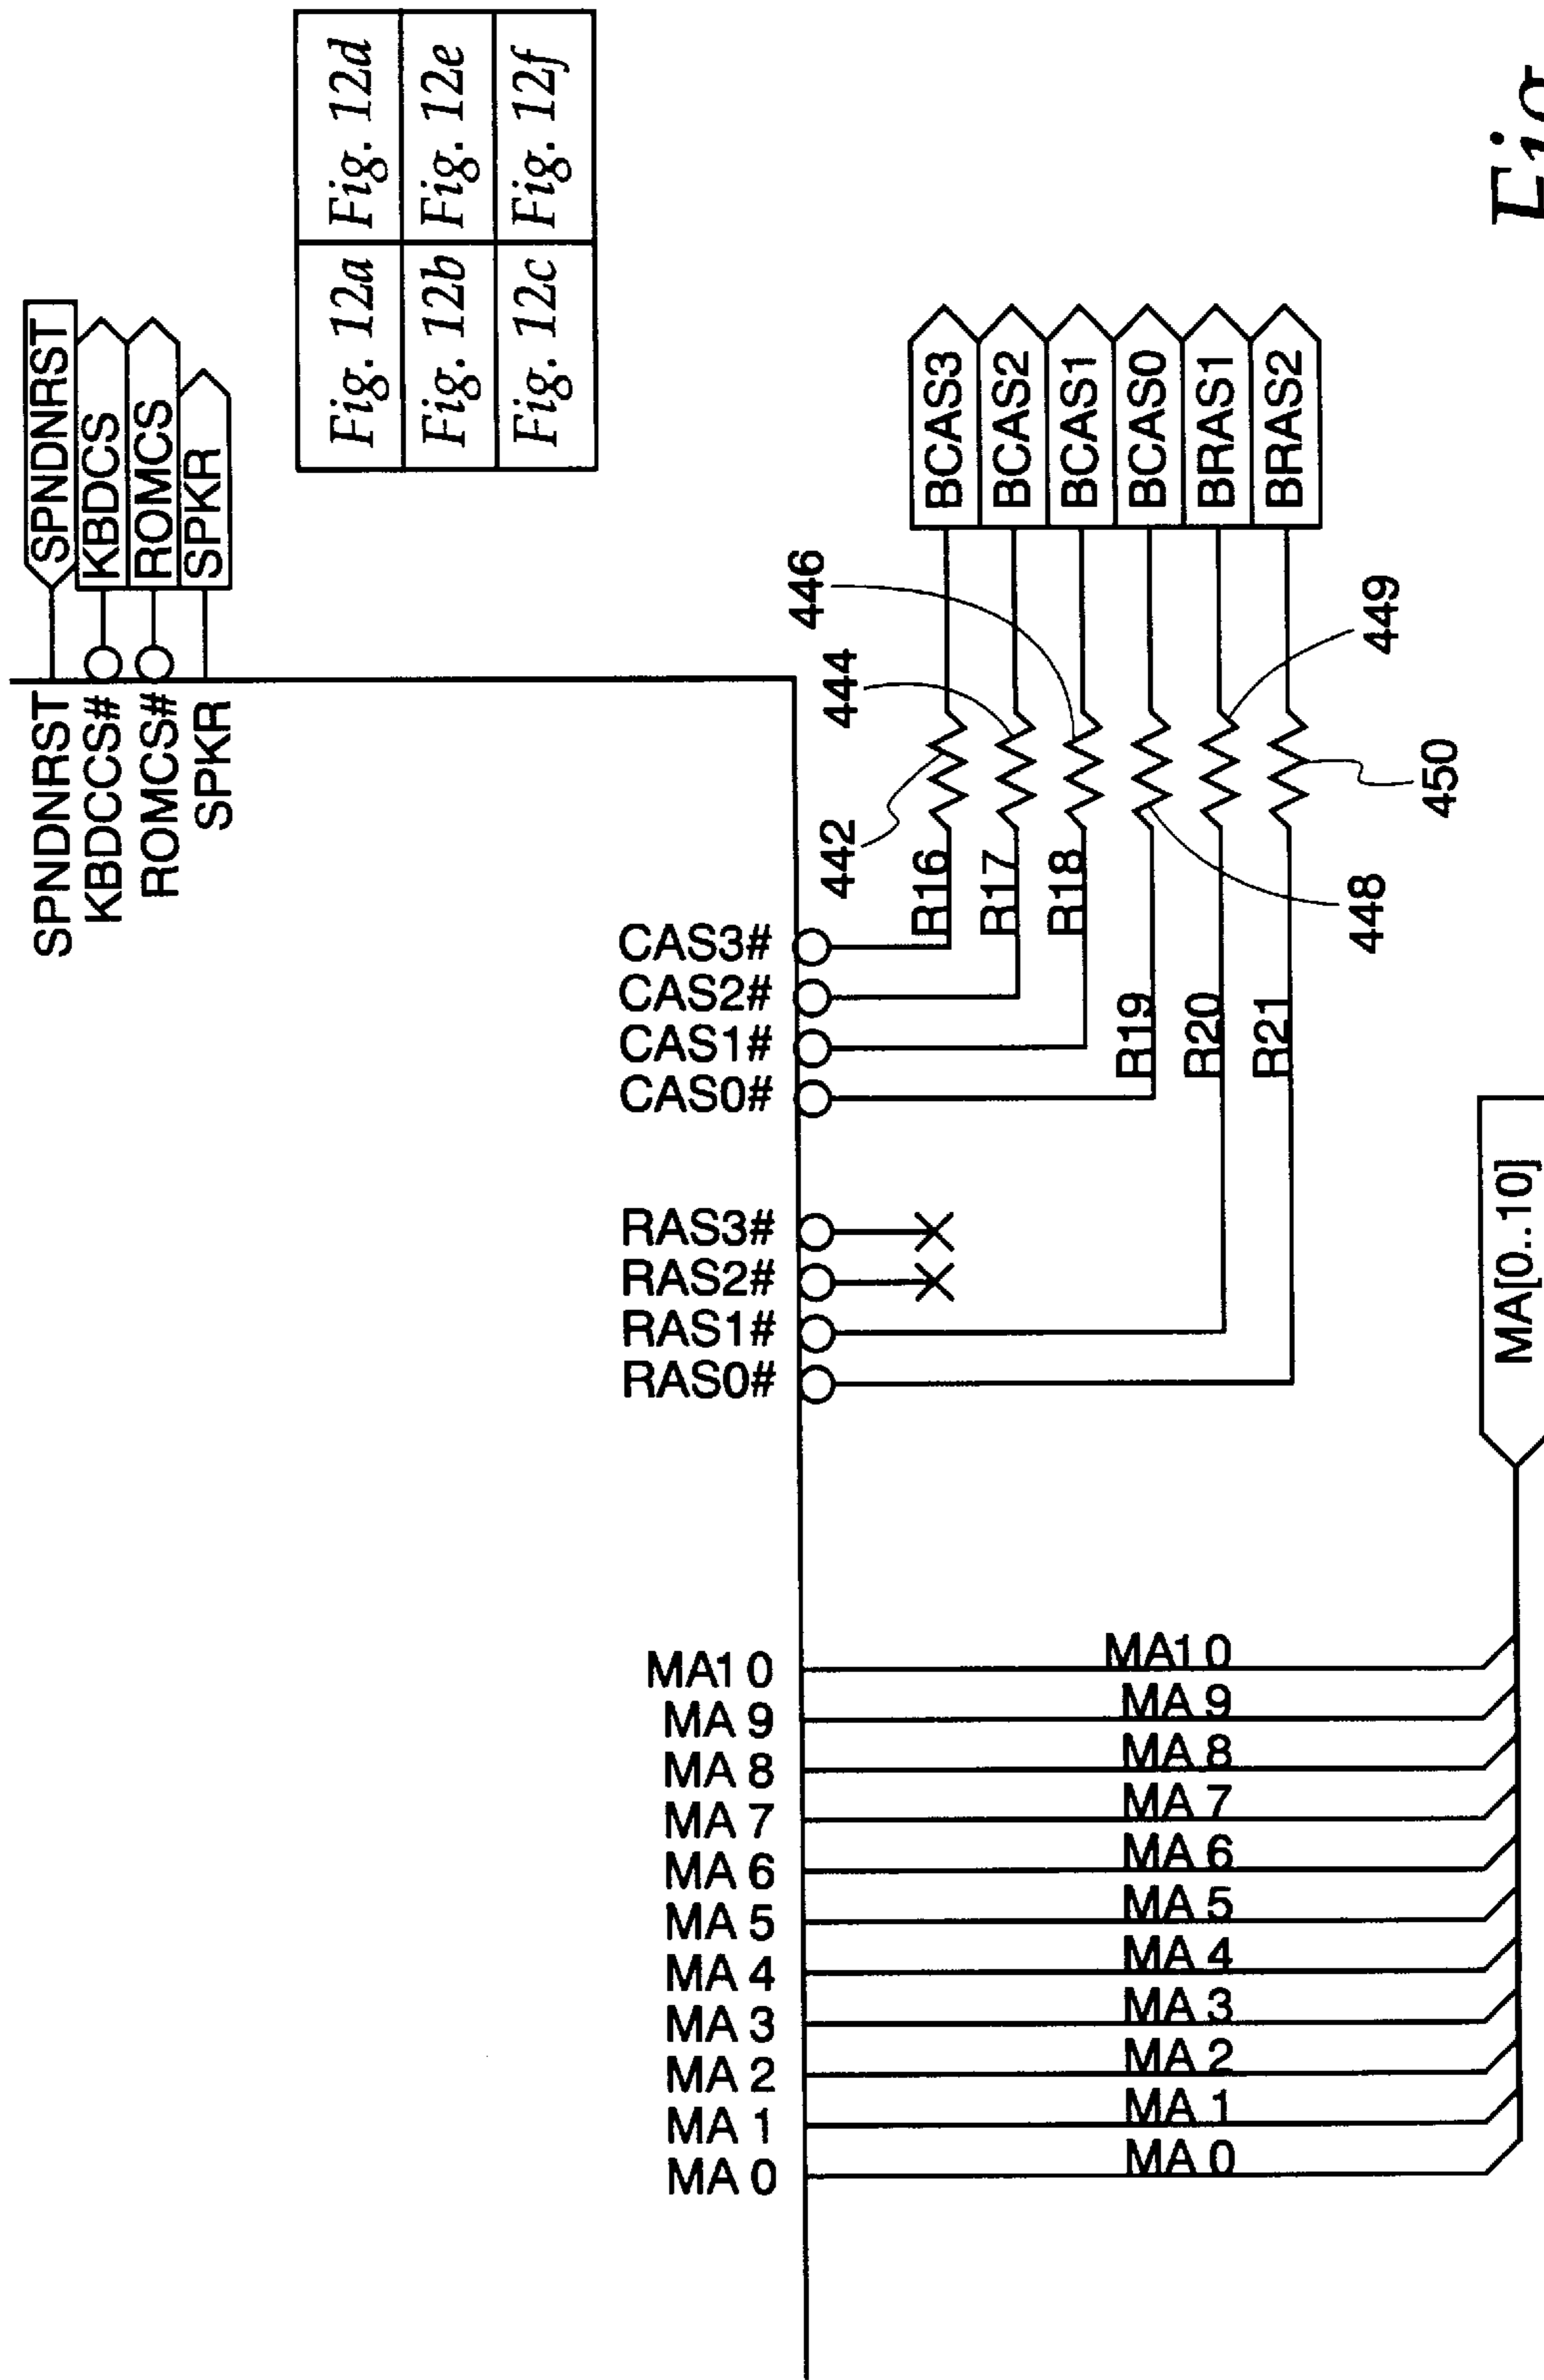 SPNDNRST
KBDCCS#
ROMCS#
SPKR
SPNDNRST
KBDCS
ROMCS
SPKR
Fig. 12a Fig. 12d
Fig. 12b Fig. 12e
Fig. 12c Fig. 12f
CAS3#
CAS2#
CAS1#
CAS0#
RAS3#
RAS2#
RAS1#
RAS0#
442
444
446
448
449
450
R16
R17
R18
R19
R20
R21
BCAS3
BCAS2
BCAS1
BCAS0
BRAS1
BRAS2
MA10
MA9
MA8
MA7
MA6
MA5
MA4
MA3
MA2
MA1
MA0
MA10
MA9
MA8
MA7
MA6
MA5
MA4
MA3
MA2
MA1
MA0
MA[0..10]
Fig